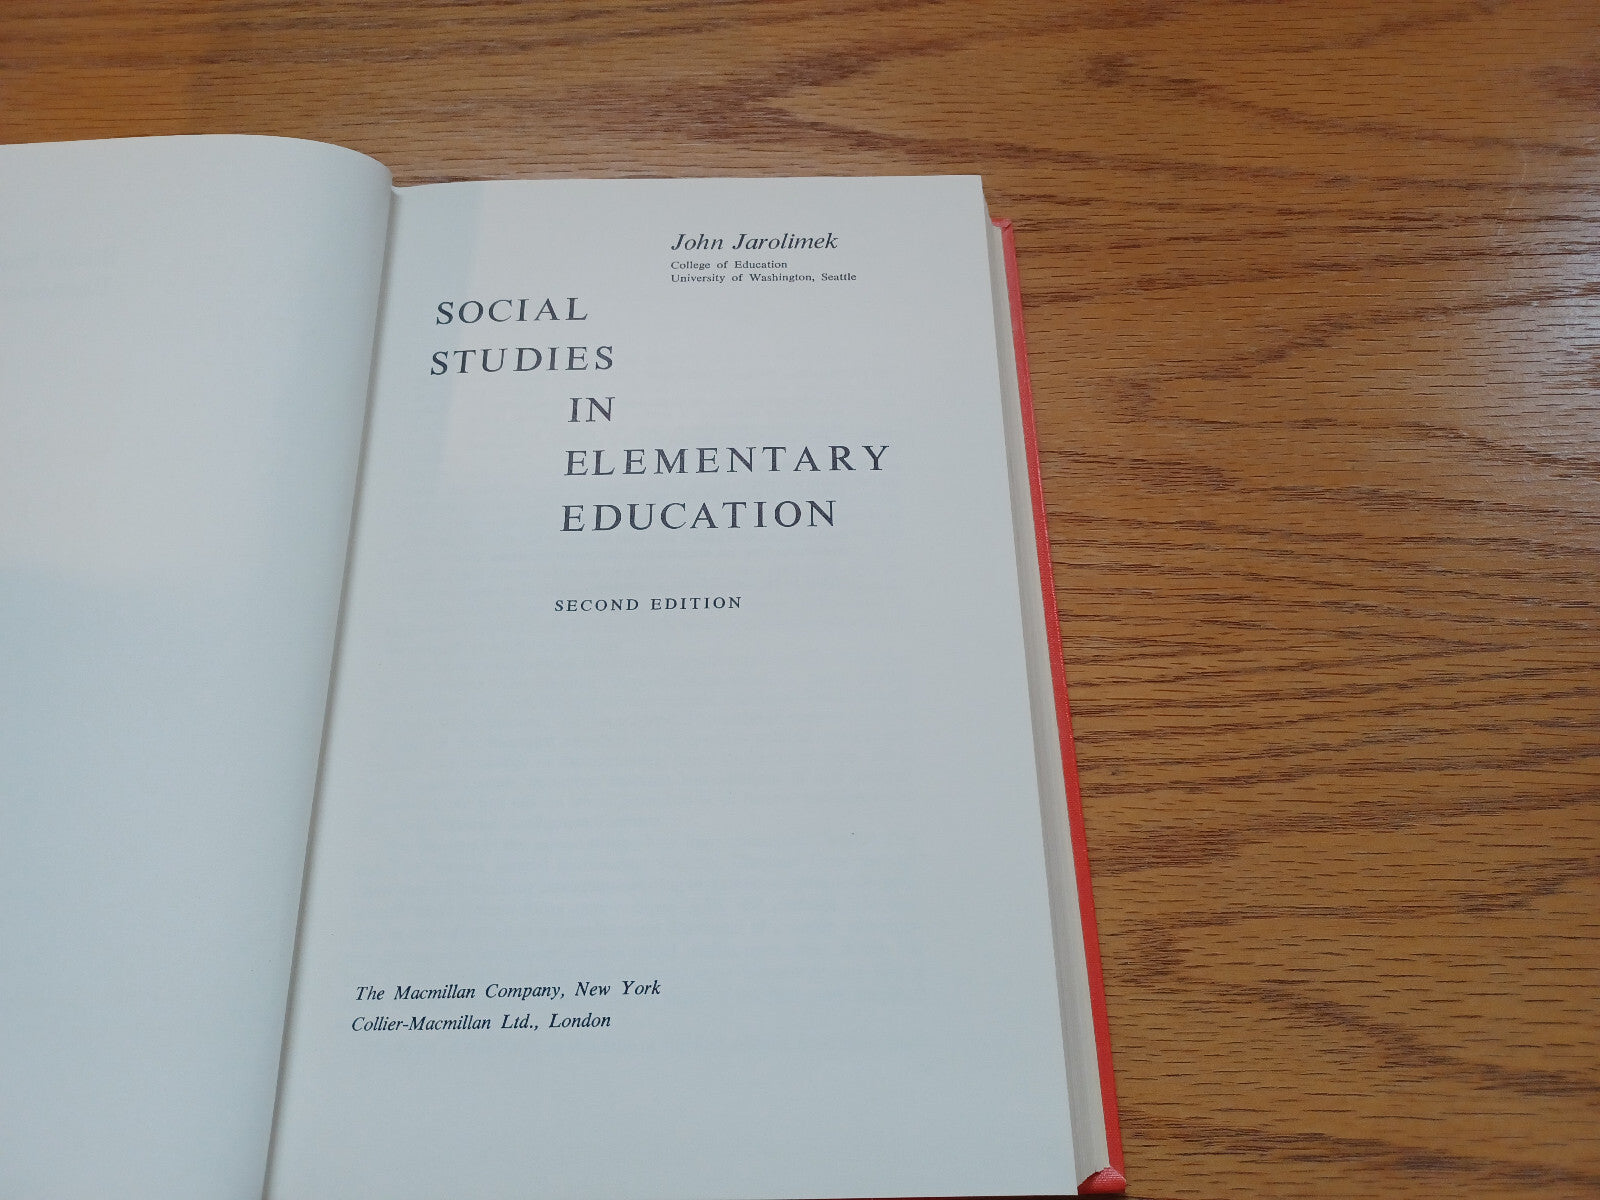 John Jarolimek
College of Education
University of Washington, Seattle
SOCIAL
STUDIES
IN
ELEMENTARY
EDUCATION
SECOND EDITION
The Macmillan Company, New York
Collier-Macmillan Ltd., London